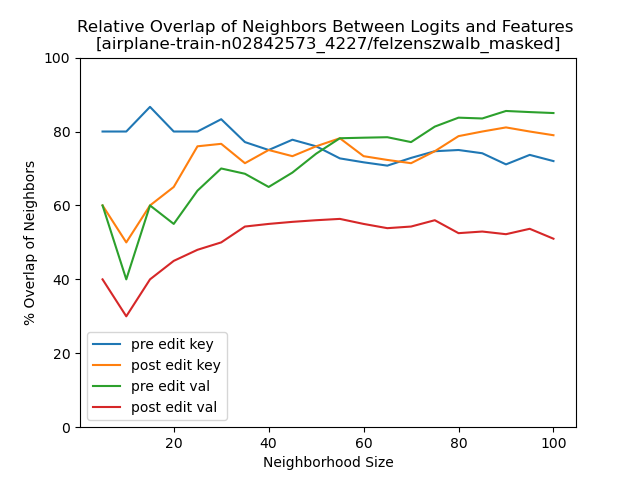 Relative Overlap of Neighbors Between Logits and Features
[airplane-train-n02842573_4227/felzenszwalb_masked]
100
80
60
40
20
0
% Overlap of Neighbors
pre edit key
post edit key
pre edit val
post edit val
20 40 60 80 100
Neighborhood Size